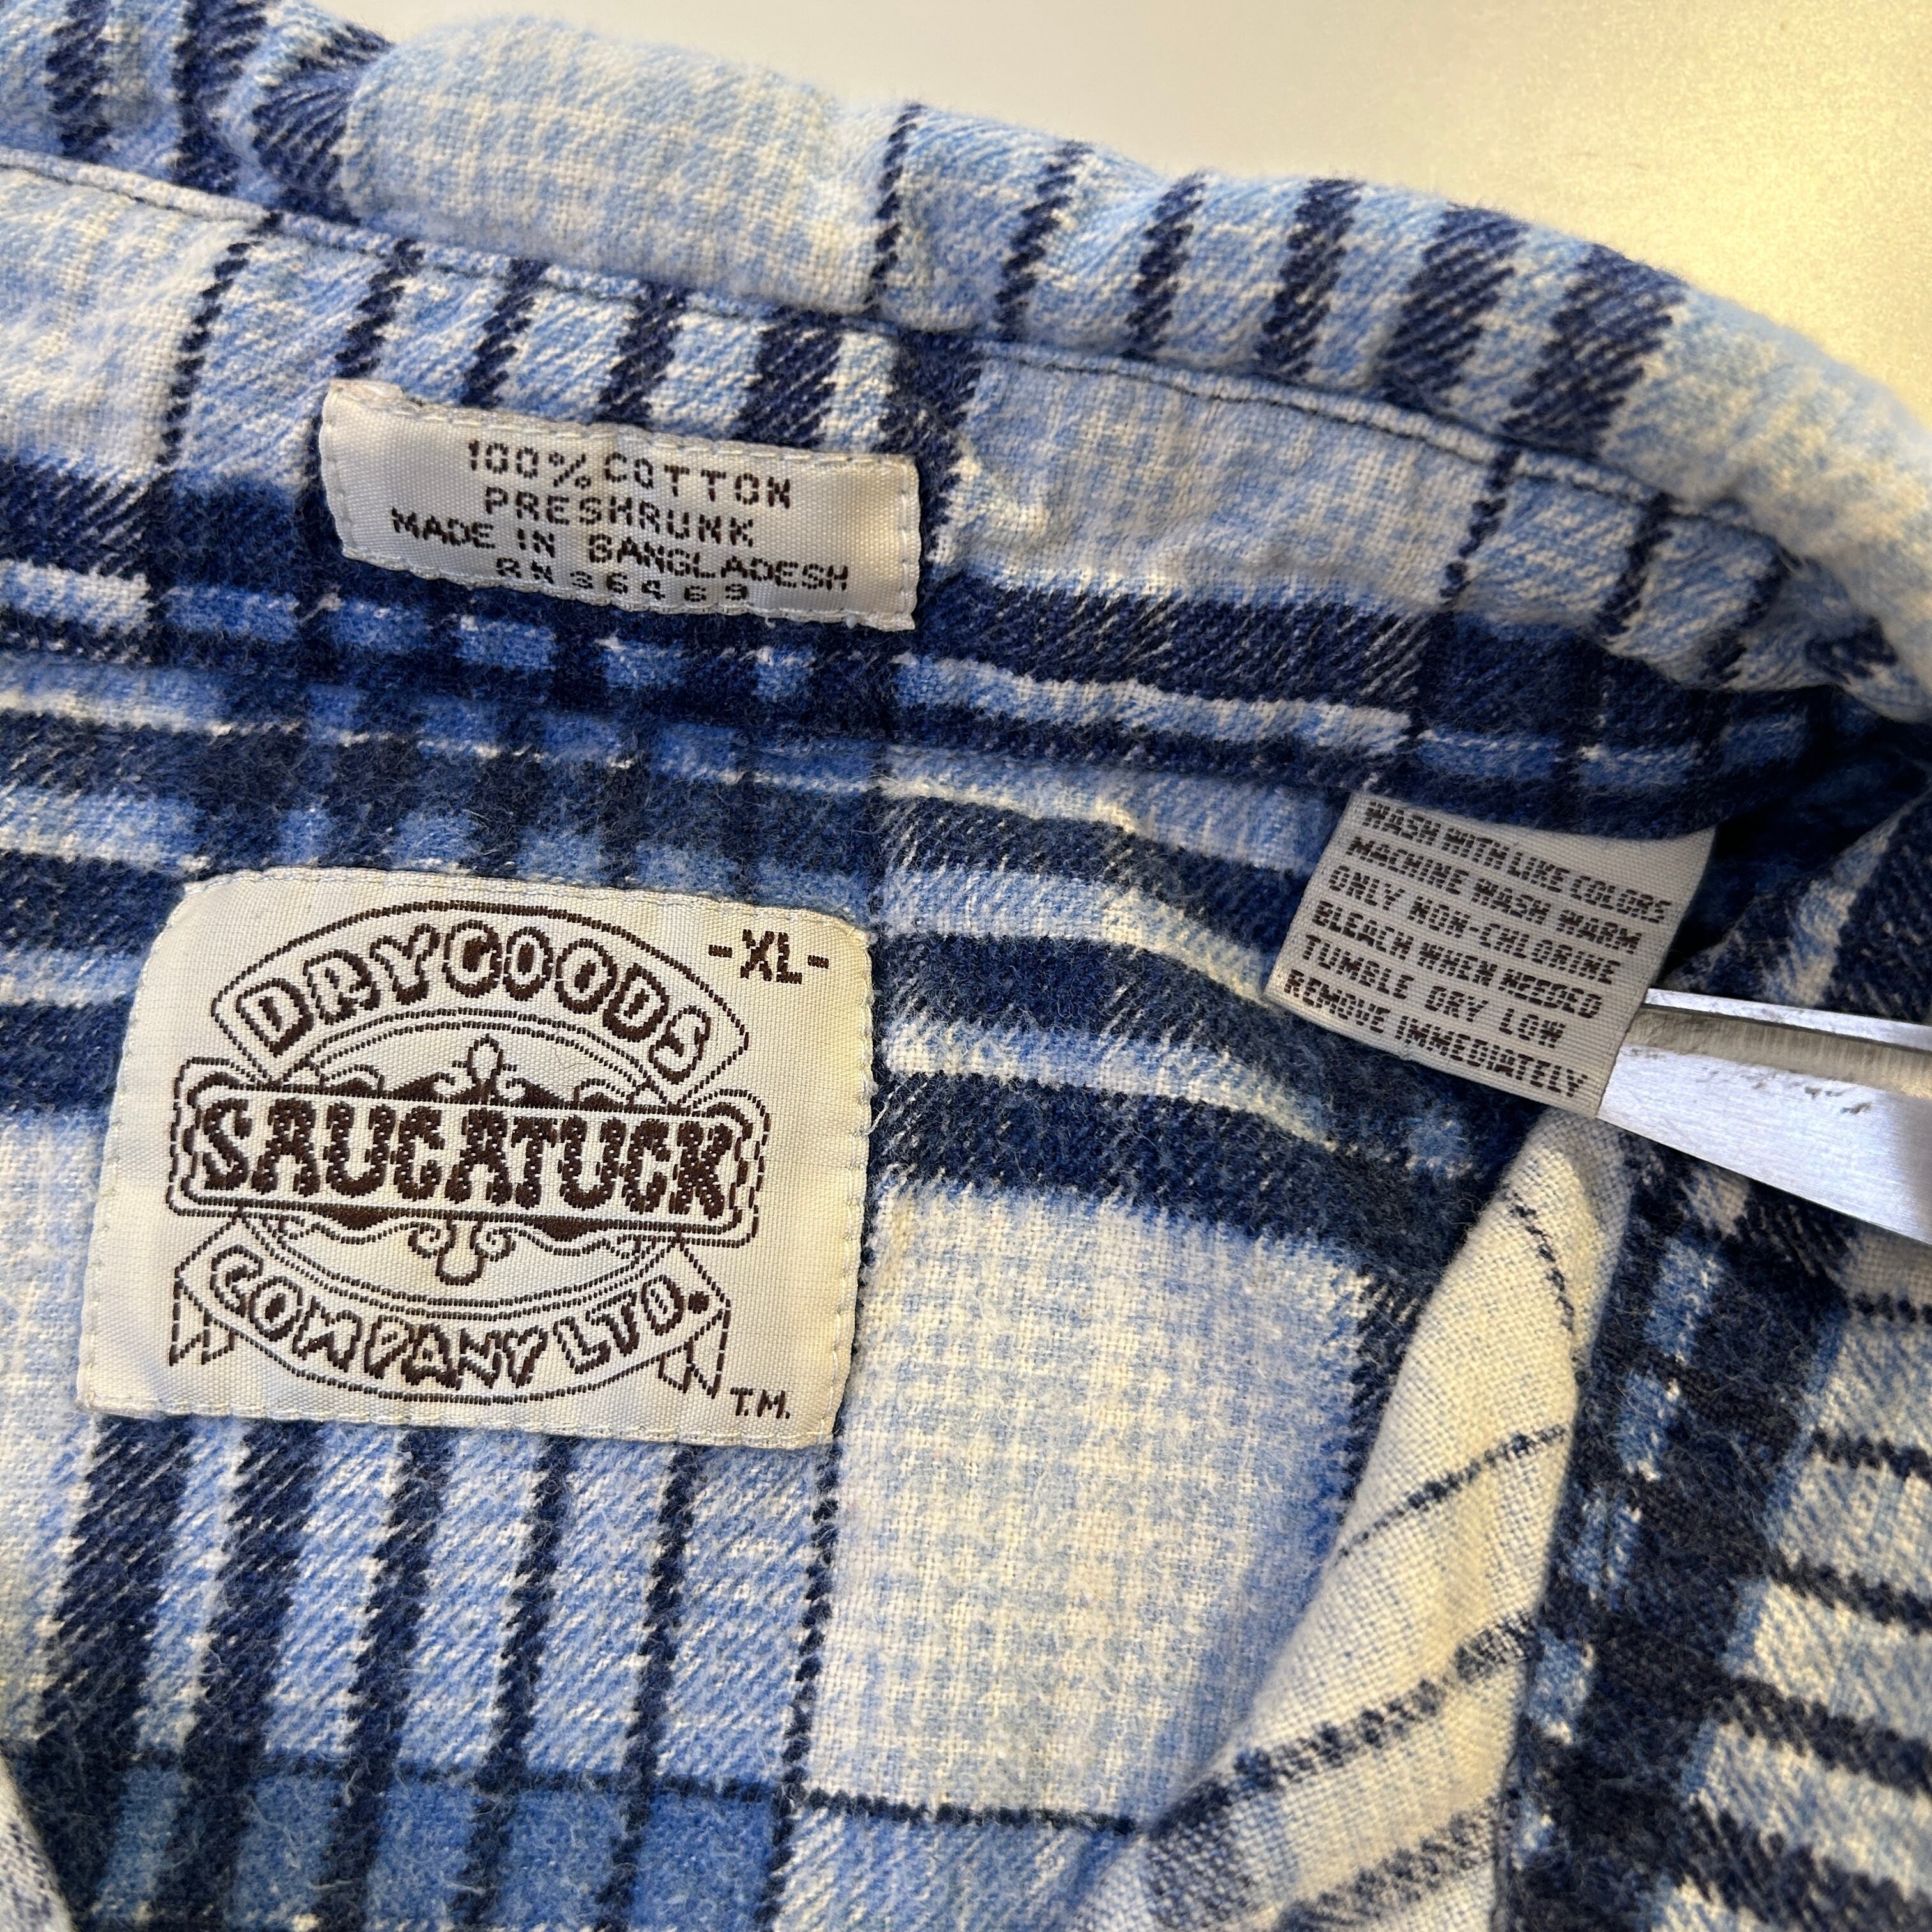 100% COTTON
PRESHRUNK
MADE IN BANGLADESH
RN 36469
-XL-
DRYGOODS
SAUGATUCK
COMPANY LTD.
T.M.
WASH WITH LIKE COLORS
MACHINE WASH WARM
ONLY NON-CHLORINE
BLEACH WHEN NEEDED
TUMBLE DRY LOW
REMOVE IMMEDIATELY